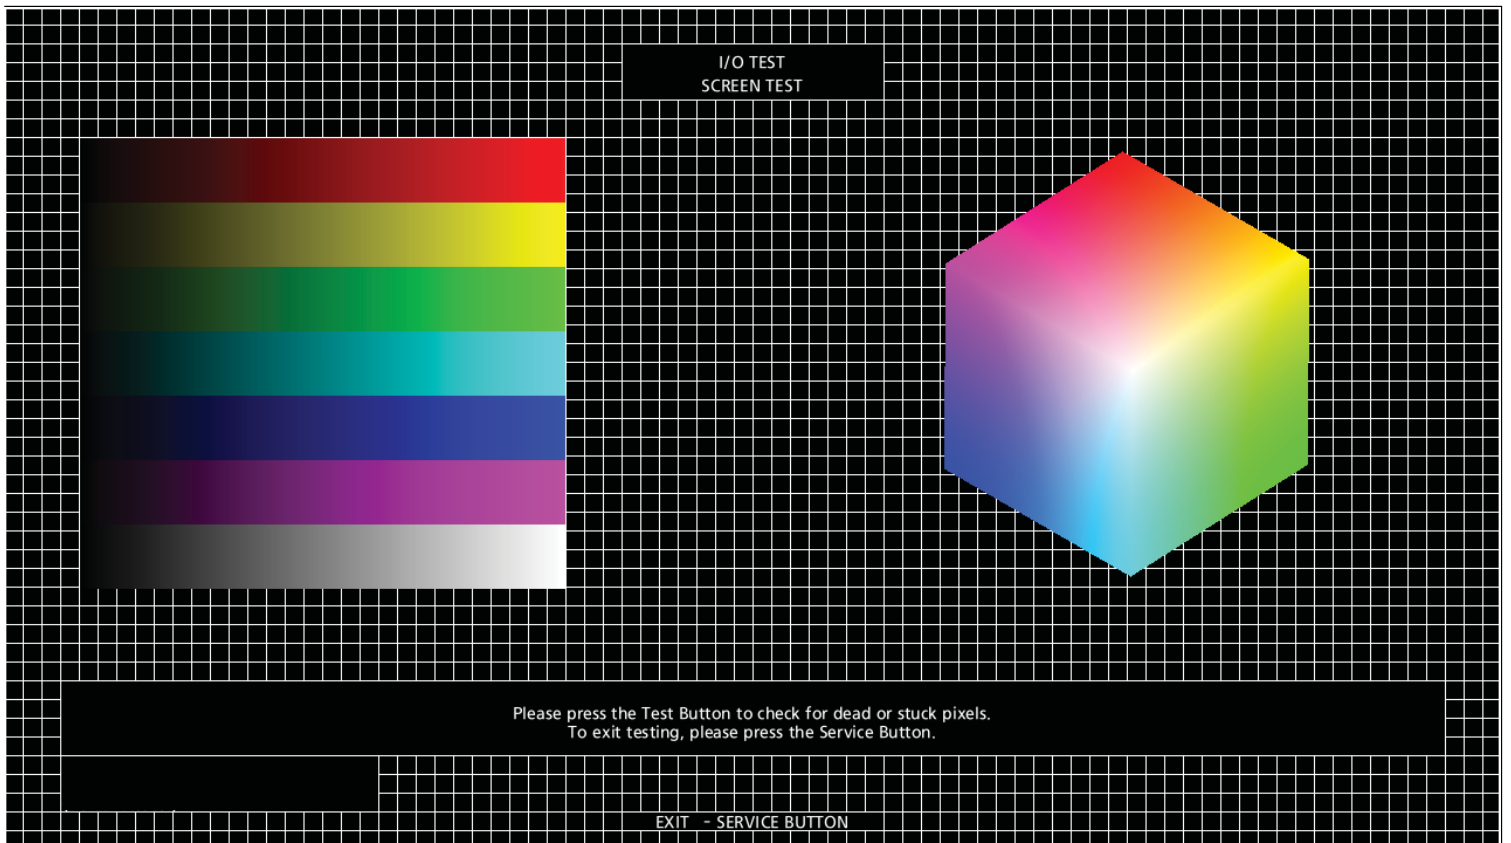 I/O TEST
SCREEN TEST
Please press the Test Button to check for dead or stuck pixels.
To exit testing, please press the Service Button.
EXIT - SERVICE BUTTON